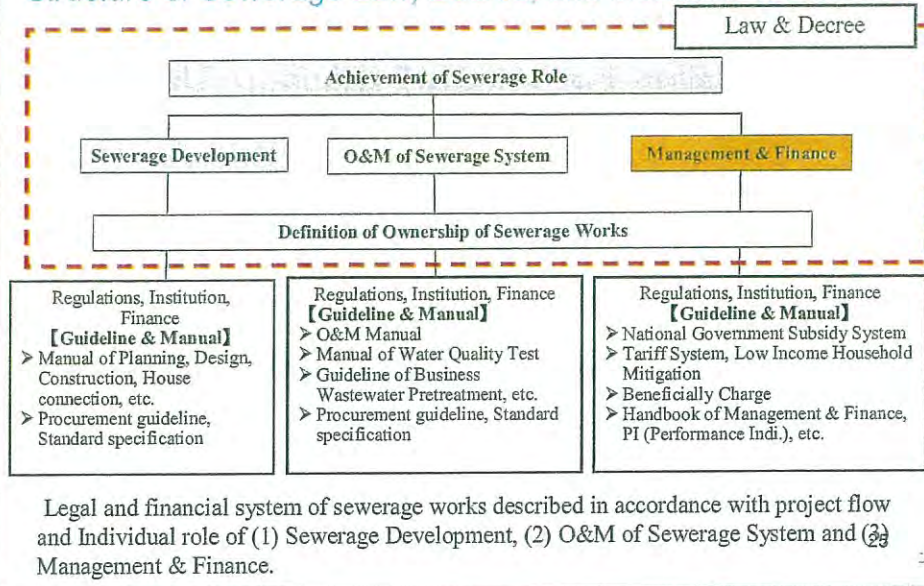 Law & Decree
Achievement of Sewerage Role
Sewerage Development
O&M of Sewerage System
Management & Finance
Definition of Ownership of Sewerage Works
Regulations, Institution,
Finance
【Guideline & Manual】
➢ Manual of Planning, Design,
Construction, House
connection, etc.
➢ Procurement guideline,
Standard specification
Regulations, Institution, Finance
【Guideline & Manual】
➢ O&M Manual
➢ Manual of Water Quality Test
➢ Guideline of Business
Wastewater Pretreatment, etc.
➢ Procurement guideline, Standard
specification
Regulations, Institution, Finance
【Guideline & Manual】
➢ National Government Subsidy System
➢ Tariff System, Low Income Household
Mitigation
➢ Beneficially Charge
➢ Handbook of Management & Finance,
PI (Performance Indi.), etc.
Legal and financial system of sewerage works described in accordance with project flow
and Individual role of (1) Sewerage Development, (2) O&M of Sewerage System and (3)
Management & Finance.
25